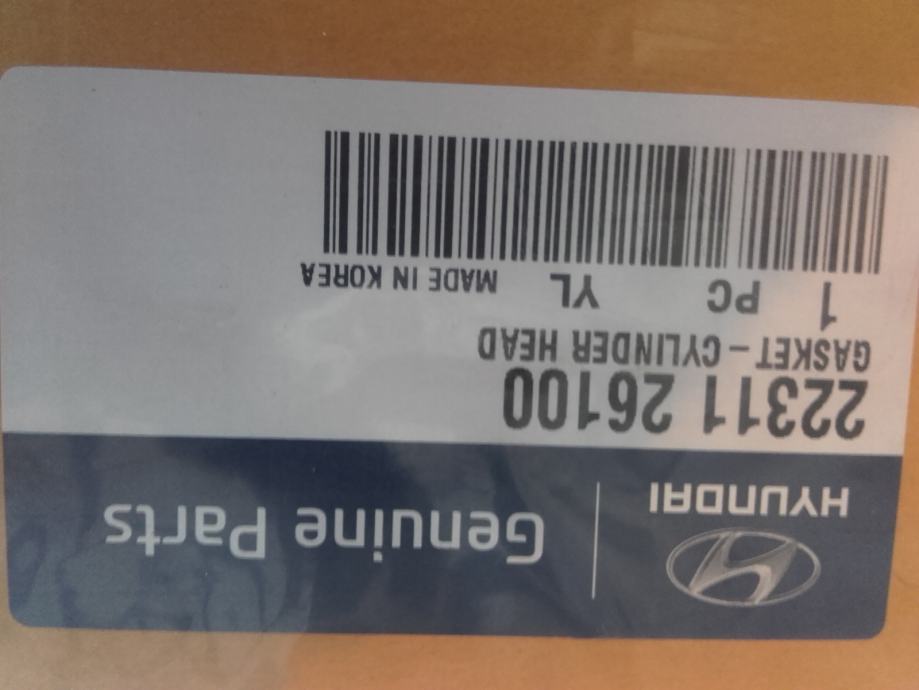 HYUNDAI
Genuine Parts
22311 26100
GASKET-CYLINDER HEAD
1 PC YL MADE IN KOREA